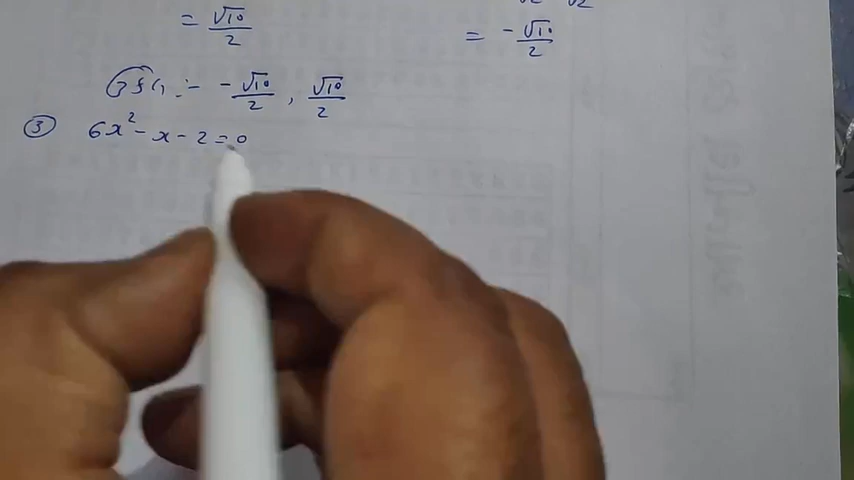 = √10/2
= -√10/2
:- -√10/2 , √10/2
③ 6x² - x - 2 = 0